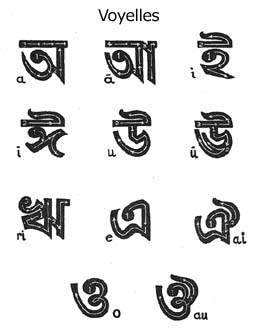 Voyelles
অ a আ ā ই i
ঈ ī উ u ঊ ū
ঋ ri এ e ঐ ai
ও o ঔ au